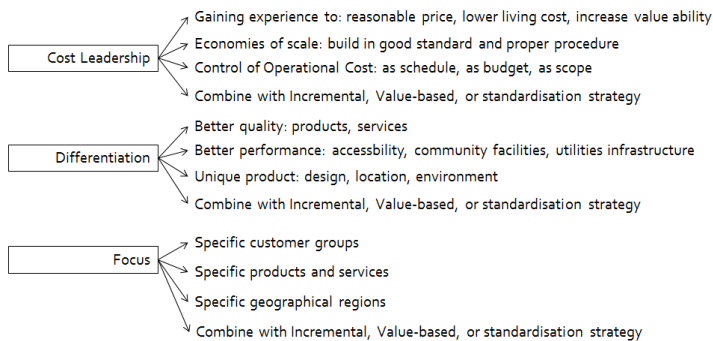 Gaining experience to: reasonable price, lower living cost, increase value ability
Economies of scale: build in good standard and proper procedure
Cost Leadership
Control of Operational Cost: as schedule, as budget, as scope
Combine with Incremental, Value-based, or standardisation strategy
Better quality: products, services
Differentiation
Better performance: accessbility, community facilities, utilities infrastructure
Unique product: design, location, environment
Combine with Incremental, Value-based, or standardisation strategy
Specific customer groups
Focus
Specific products and services
Specific geographical regions
Combine with Incremental, Value-based, or standardisation strategy